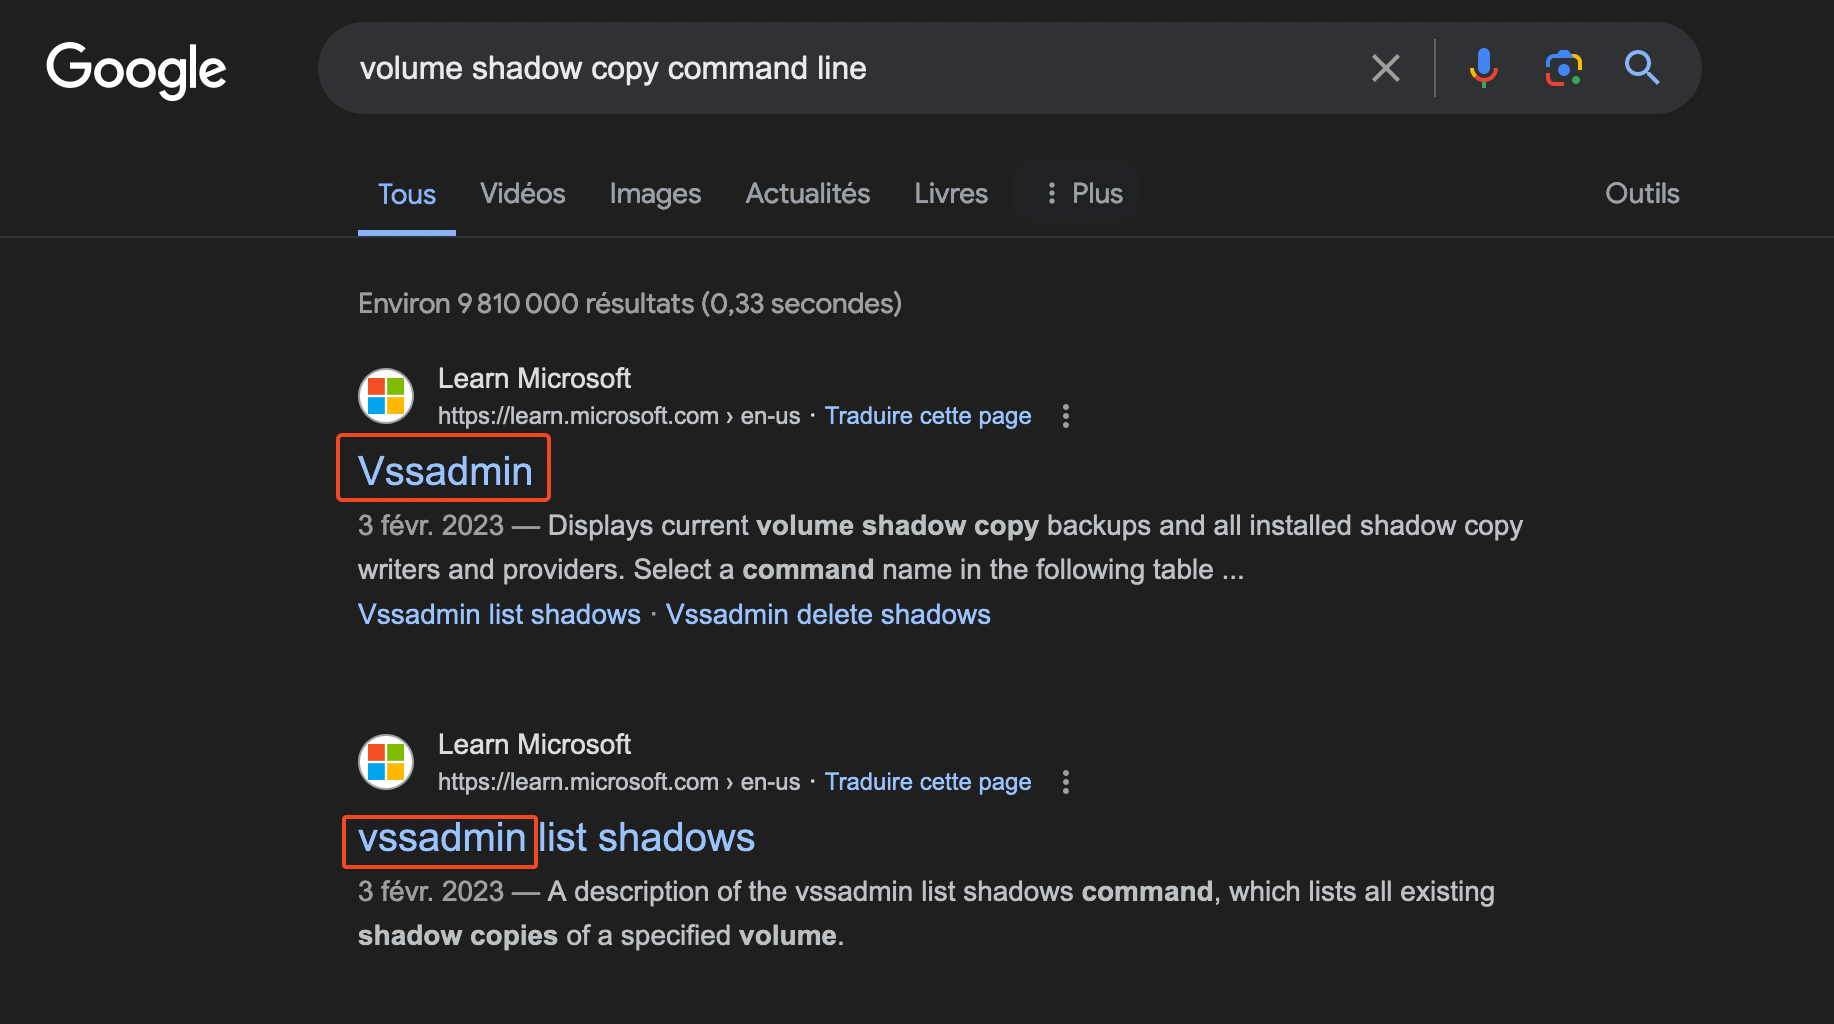 Google
volume shadow copy command line
Tous Vidéos Images Actualités Livres Plus Outils
Environ 9 810 000 résultats (0,33 secondes)
Learn Microsoft
https://learn.microsoft.com › en-us · Traduire cette page
Vssadmin
3 févr. 2023 — Displays current volume shadow copy backups and all installed shadow copy
writers and providers. Select a command name in the following table ...
Vssadmin list shadows · Vssadmin delete shadows
Learn Microsoft
https://learn.microsoft.com › en-us · Traduire cette page
vssadmin list shadows
3 févr. 2023 — A description of the vssadmin list shadows command, which lists all existing
shadow copies of a specified volume.